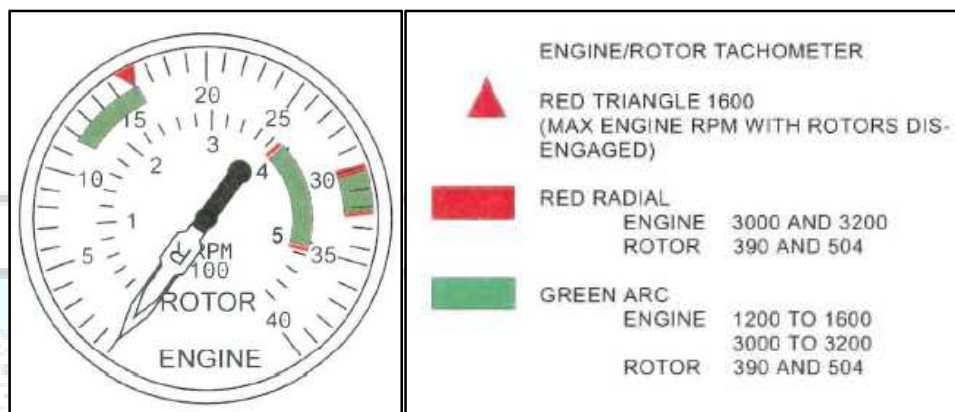 20
15
25
3
10
2
4
30
1
5
5
35
R
RPM
100
ROTOR
40
ENGINE
ENGINE/ROTOR TACHOMETER
RED TRIANGLE 1600
(MAX ENGINE RPM WITH ROTORS DIS-
ENGAGED)
RED RADIAL
ENGINE 3000 AND 3200
ROTOR 390 AND 504
GREEN ARC
ENGINE 1200 TO 1600
3000 TO 3200
ROTOR 390 AND 504